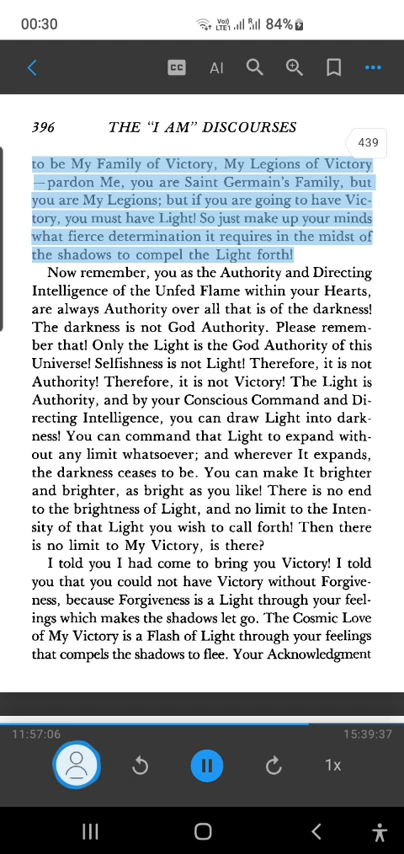 00:30
Vo) LTE1 84%
CC AI
396 THE "I AM" DISCOURSES
439
to be My Family of Victory, My Legions of Victory
—pardon Me, you are Saint Germain's Family, but
you are My Legions; but if you are going to have Vic-
tory, you must have Light! So just make up your minds
what fierce determination it requires in the midst of
the shadows to compel the Light forth!
Now remember, you as the Authority and Directing
Intelligence of the Unfed Flame within your Hearts,
are always Authority over all that is of the darkness!
The darkness is not God Authority. Please remem-
ber that! Only the Light is the God Authority of this
Universe! Selfishness is not Light! Therefore, it is not
Authority! Therefore, it is not Victory! The Light is
Authority, and by your Conscious Command and Di-
recting Intelligence, you can draw Light into dark-
ness! You can command that Light to expand with-
out any limit whatsoever; and wherever It expands,
the darkness ceases to be. You can make It brighter
and brighter, as bright as you like! There is no end
to the brightness of Light, and no limit to the Inten-
sity of that Light you wish to call forth! Then there
is no limit to My Victory, is there?
I told you I had come to bring you Victory! I told
you that you could not have Victory without Forgive-
ness, because Forgiveness is a Light through your feel-
ings which makes the shadows let go. The Cosmic Love
of My Victory is a Flash of Light through your feelings
that compels the shadows to flee. Your Acknowledgment
11:57:06 15:39:37
1x